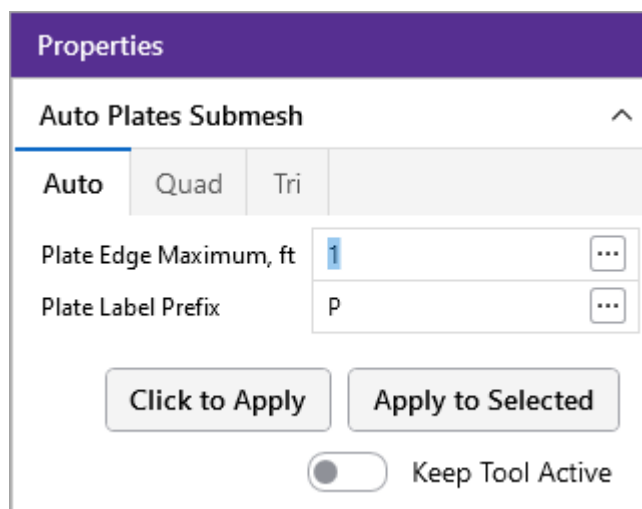 Properties
Auto Plates Submesh
Auto Quad Tri
Plate Edge Maximum, ft 1 ...
Plate Label Prefix P ...
Click to Apply Apply to Selected
Keep Tool Active